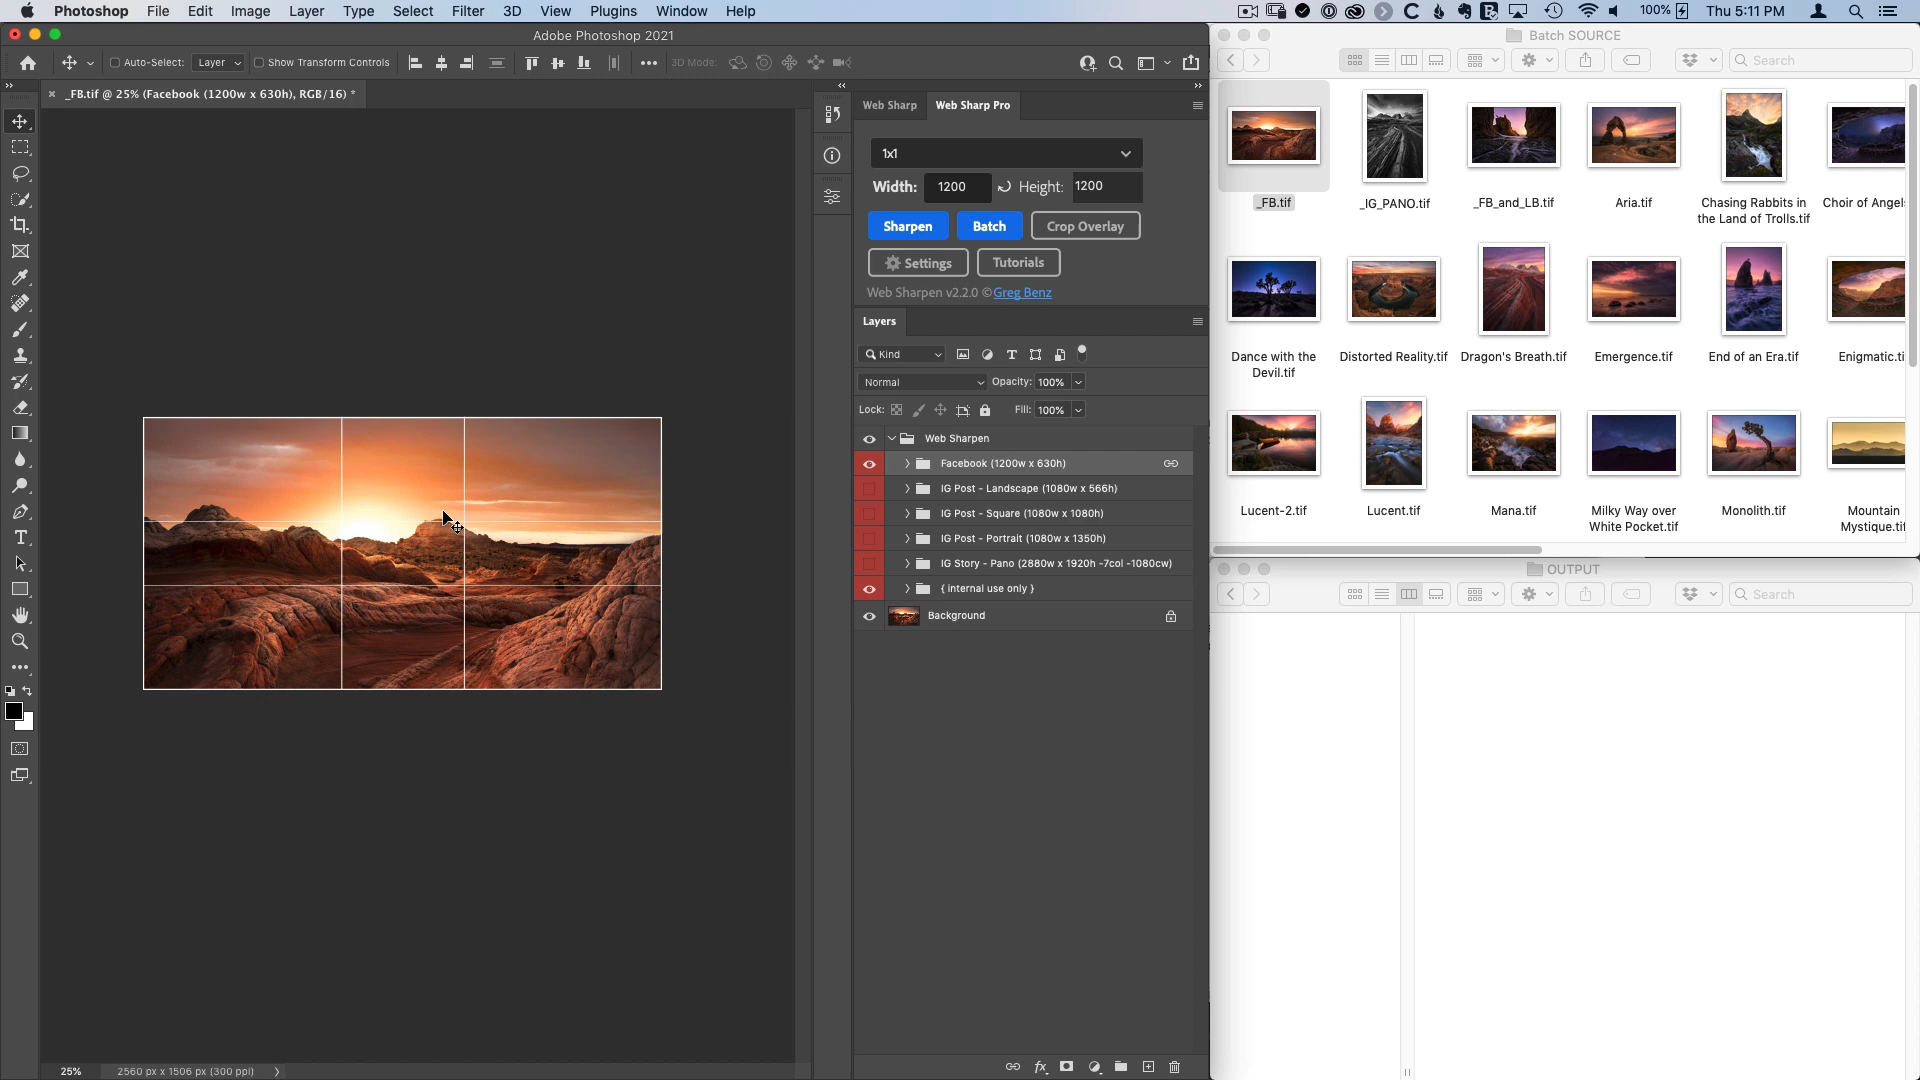 Photoshop File Edit Image Layer Type Select Filter 3D View Plugins Window Help
100% Thu 5:11 PM
Adobe Photoshop 2021
Auto-Select: Layer Show Transform Controls 3D Mode:
× _FB.tif @ 25% (Facebook (1200w x 630h), RGB/16) *
Web Sharp Web Sharp Pro
1x1
Width: 1200 Height: 1200
Sharpen Batch Crop Overlay
Settings Tutorials
Web Sharpen v2.2.0 © Greg Benz
Layers
Kind
Normal Opacity: 100%
Lock: Fill: 100%
Web Sharpen
Facebook (1200w x 630h)
IG Post - Landscape (1080w x 566h)
IG Post - Square (1080w x 1080h)
IG Post - Portrait (1080w x 1350h)
IG Story - Pano (2880w x 1920h -7col -1080cw)
{ internal use only }
Background
25% 2560 px x 1506 px (300 ppi)
Batch SOURCE
Search
_FB.tif
_IG_PANO.tif
_FB_and_LB.tif
Aria.tif
Chasing Rabbits in
the Land of Trolls.tif
Choir of Angel
Dance with the
Devil.tif
Distorted Reality.tif
Dragon's Breath.tif
Emergence.tif
End of an Era.tif
Enigmatic.ti
Lucent-2.tif
Lucent.tif
Mana.tif
Milky Way over
White Pocket.tif
Monolith.tif
Mountain
Mystique.tif
OUTPUT
Search